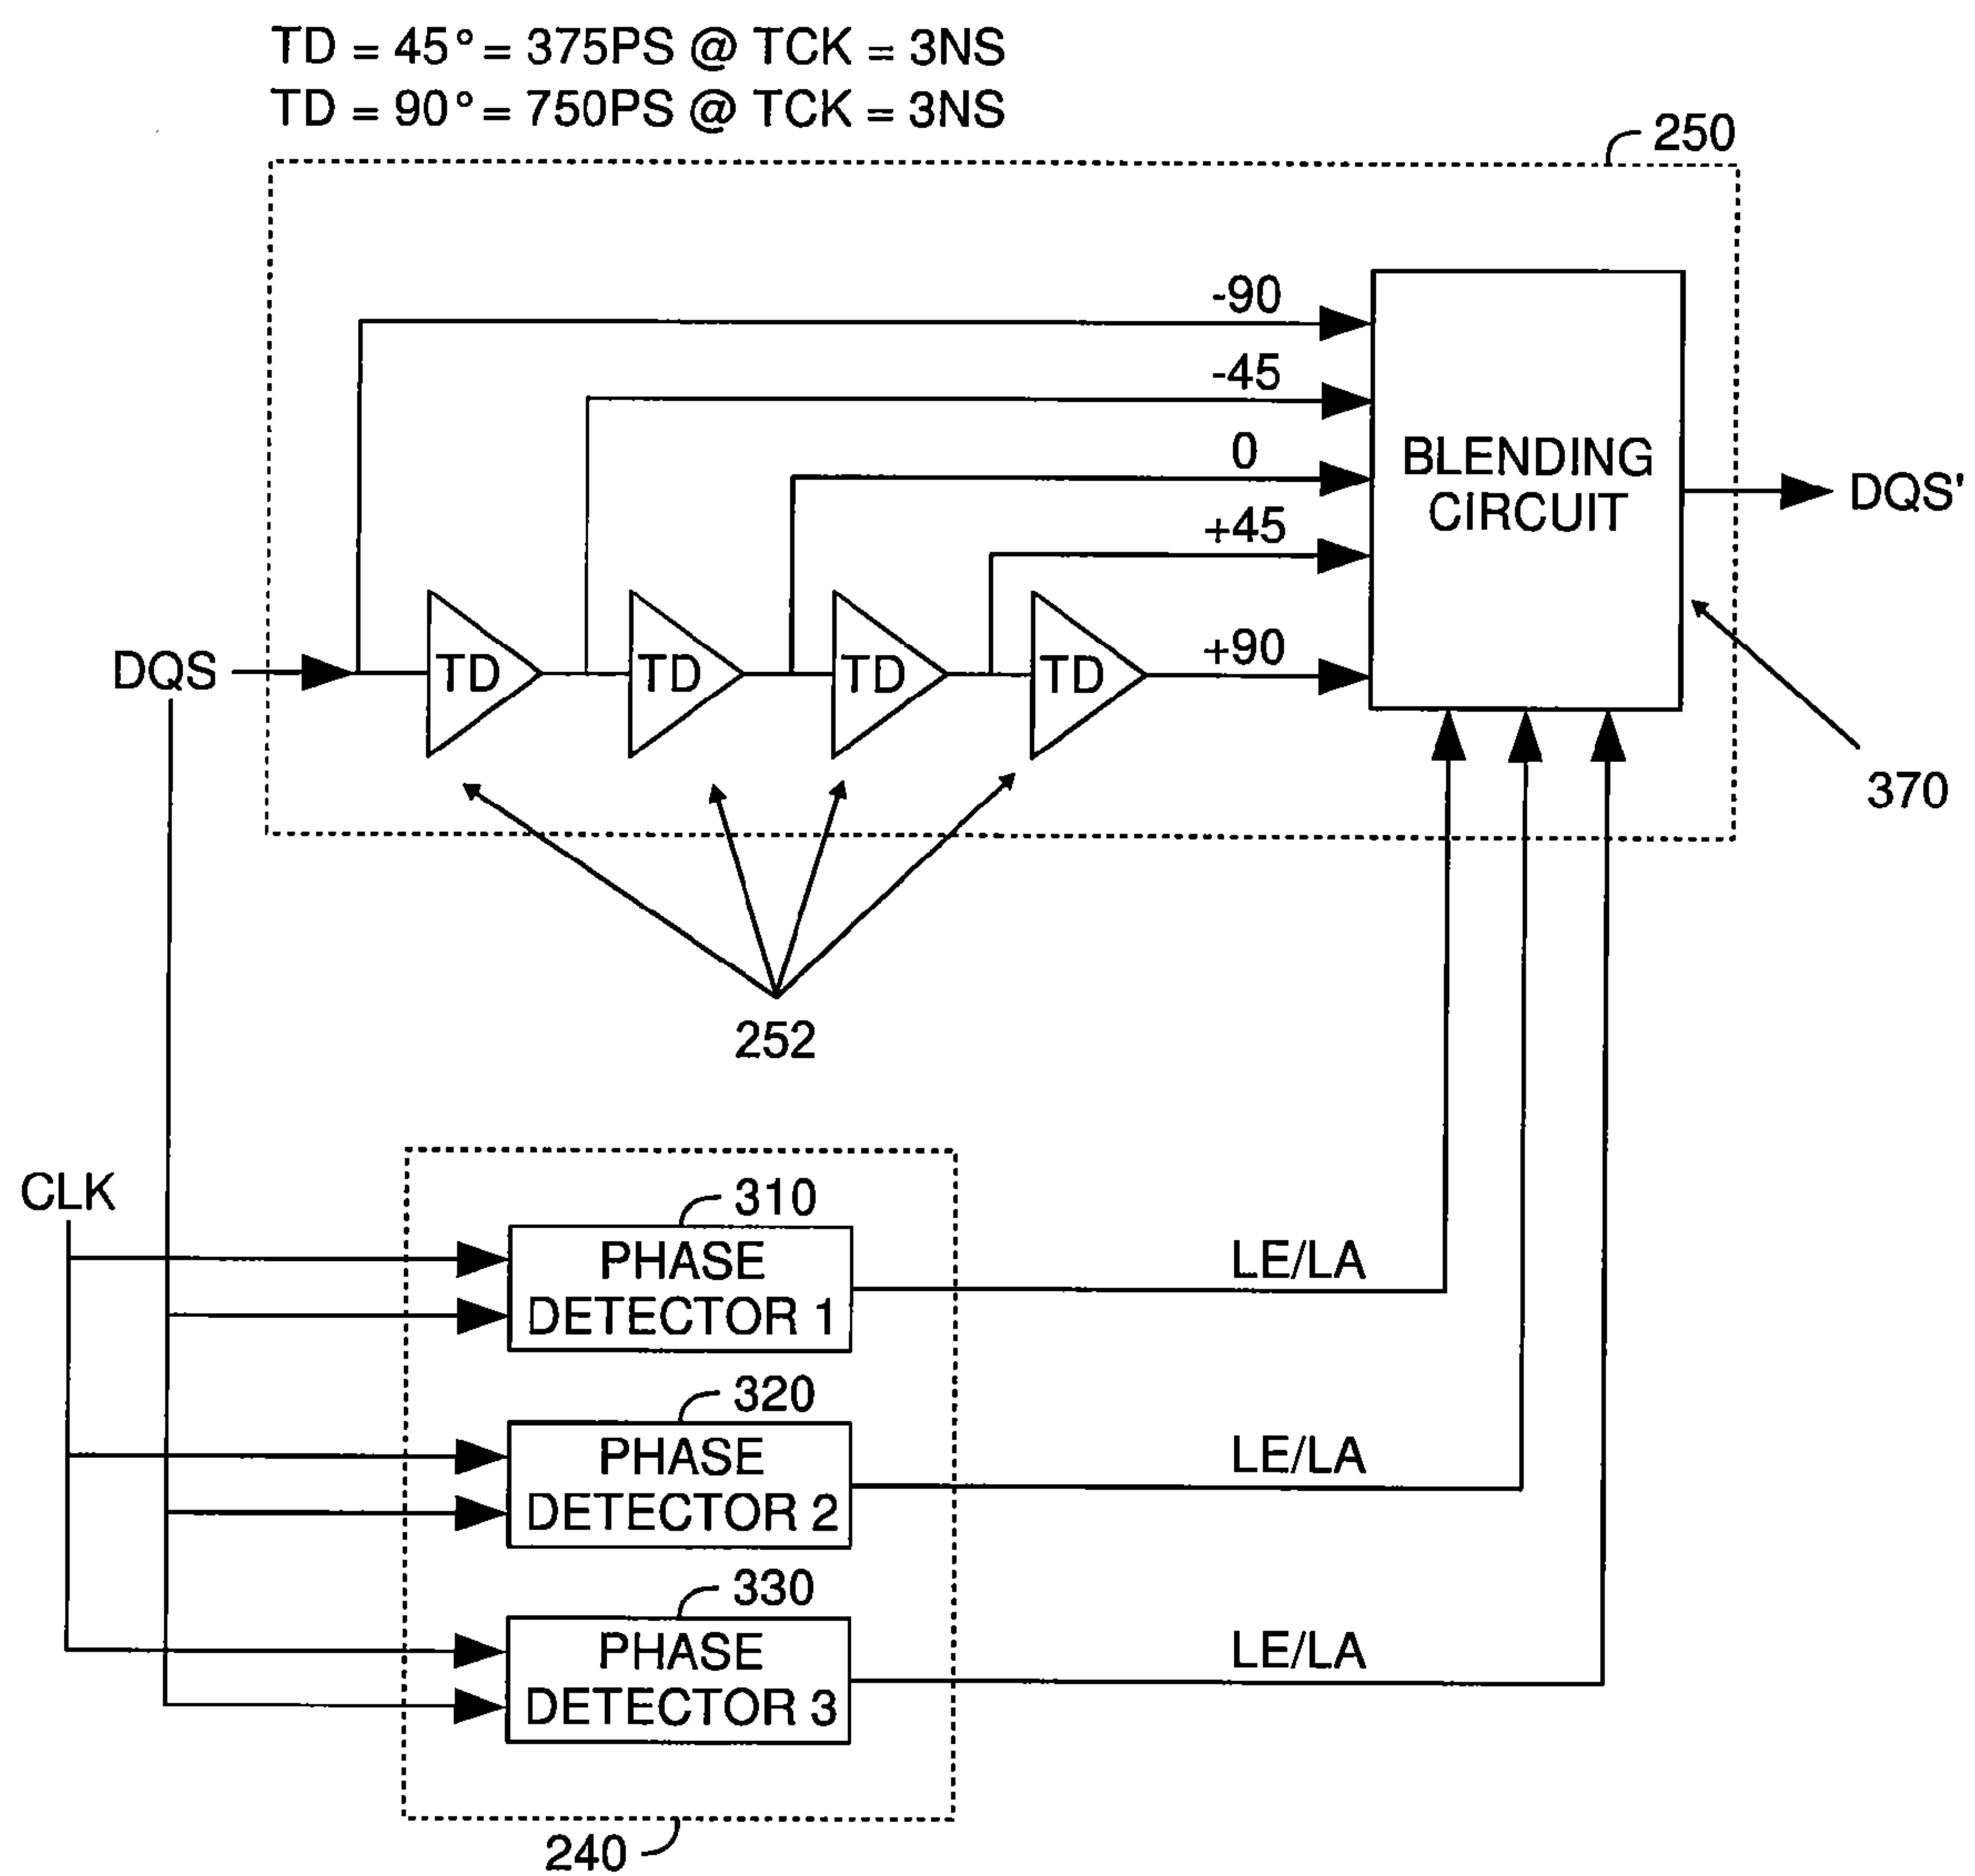 TD = 45° = 375PS @ TCK = 3NS
TD = 90° = 750PS @ TCK = 3NS
250
-90
-45
0
+45
+90
BLENDING
CIRCUIT
DQS'
DQS
TD
TD
TD
TD
370
252
CLK
310
PHASE
DETECTOR 1
LE/LA
320
PHASE
DETECTOR 2
LE/LA
330
PHASE
DETECTOR 3
LE/LA
240